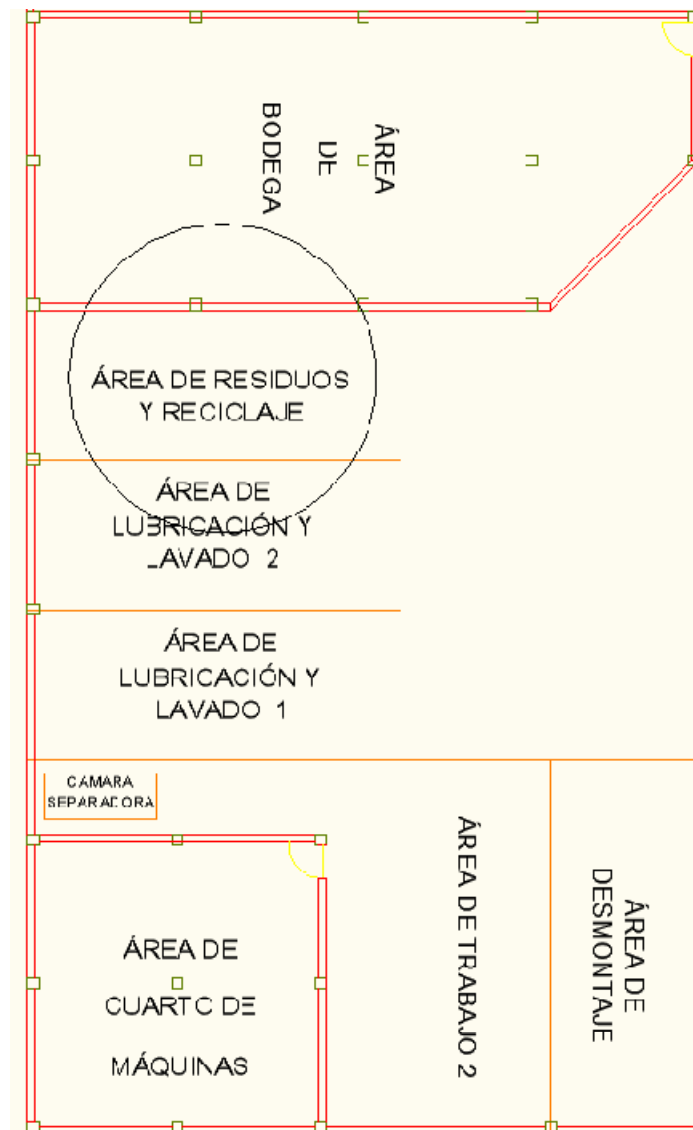 ÁREA
DE
BODEGA
ÁREA DE RESIDUOS
Y RECICLAJE
ÁREA DE
LUBRICACIÓN Y
LAVADO 2
ÁREA DE
LUBRICACIÓN Y
LAVADO 1
CÁMARA
SEPARADORA
ÁREA DE TRABAJO 2
ÁREA DE
DESMONTAJE
ÁREA DE
CUARTO DE
MÁQUINAS